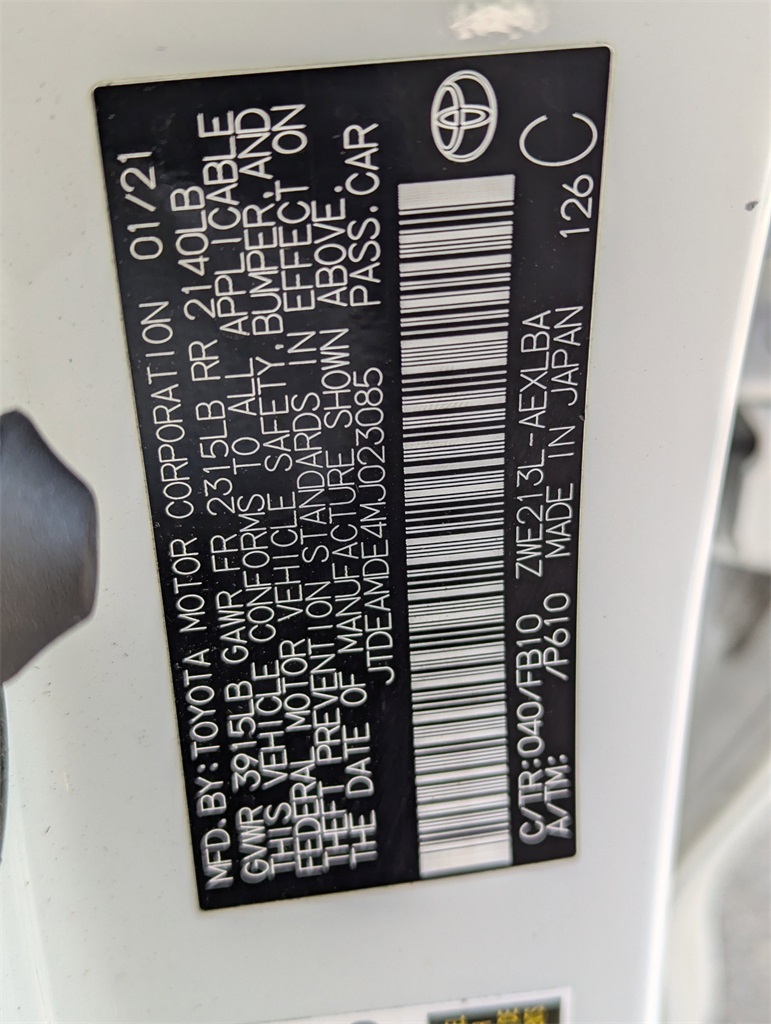 MFD.BY:TOYOTA MOTOR CORPORATION 01/21
GVWR 3915LB GAWR FR 2315LB RR 2140LB
THIS VEHICLE CONFORMS TO ALL APPLICABLE
FEDERAL MOTOR VEHICLE SAFETY,BUMPER,AND
THEFT PREVENTION STANDARDS IN EFFECT ON
THE DATE OF MANUFACTURE SHOWN ABOVE.
JTDEAMDE4MJ023085 PASS.CAR
C/TR:040/FB10 ZWE213L-AEXLBA 126 C
A/TM: /P610 MADE IN JAPAN